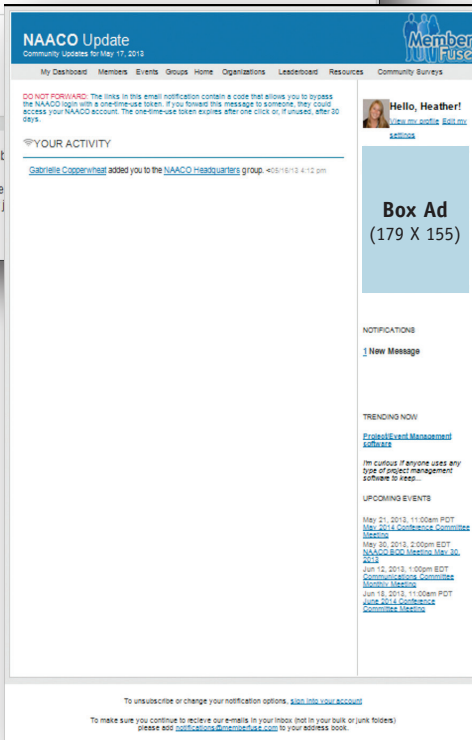 NAACO Update
Community Updates for May 17, 2013
Member
Fuse
My Dashboard Members Events Groups Home Organizations Leaderboard Resources Community Surveys
DO NOT FORWARD: The links in this email notification contain a code that allows you to bypass
the NAACO login with a one-time-use token. If you forward this message to someone, they could
access your NAACO account. The one-time-use token expires after one click or, if unused, after 30
days.
YOUR ACTIVITY
Gabrielle Copperwheat added you to the NAACO Headquarters group. 05/15/13 4:12 pm
Hello, Heather!
View my profile Edit my
settings
Box Ad
(179 X 155)
NOTIFICATIONS
1 New Message
TRENDING NOW
Project/Event Management
software
I'm curious if anyone uses any
type of project management
software to keep...
UPCOMING EVENTS
May 21, 2013, 11:00am PDT
May 2014 Conference Committee
Meeting
May 30, 2013, 2:00pm EDT
NAACO BOD Meeting May 30,
2013
Jun 12, 2013, 1:00pm EDT
Communications Committee
Monthly Meeting
Jun 18, 2013, 11:00am PDT
June 2014 Conference
Committee Meeting
To unsubscribe or change your notification options, sign into your account
To make sure you continue to recieve our e-mails in your inbox (not in your bulk or junk folders)
please add notifications@memberfuse.com to your address book.